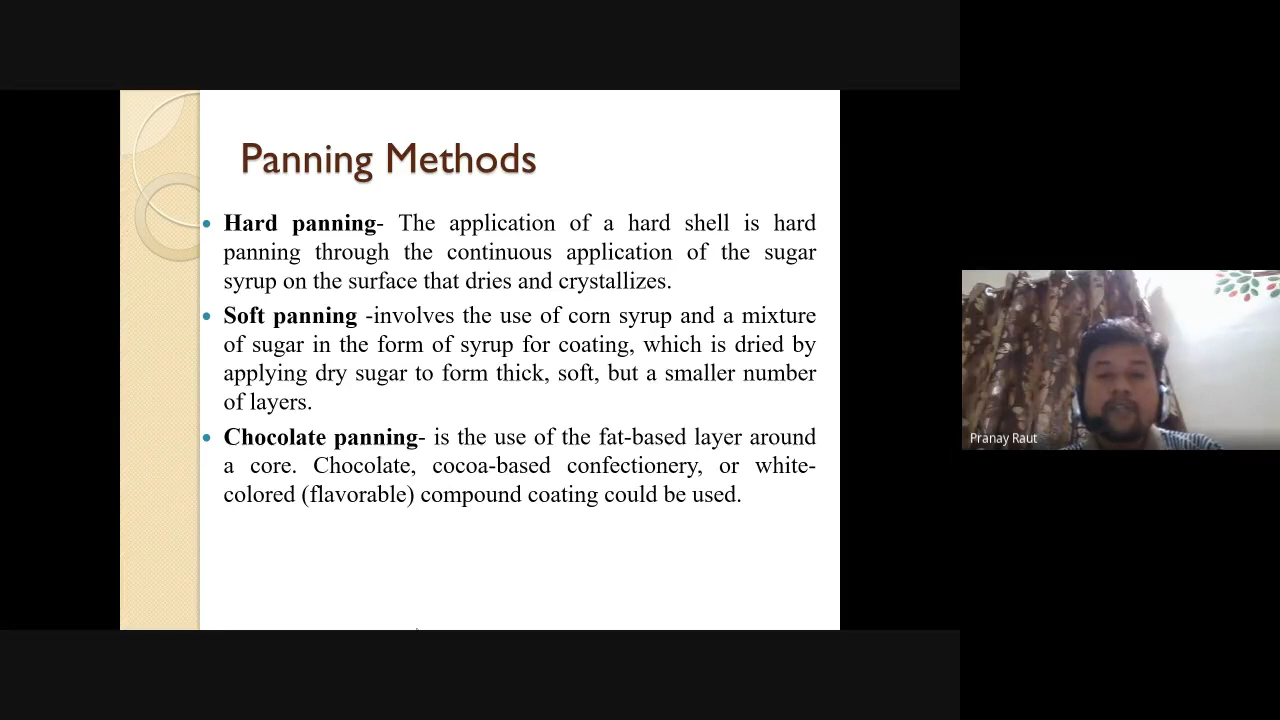 Panning Methods
• Hard panning- The application of a hard shell is hard
panning through the continuous application of the sugar
syrup on the surface that dries and crystallizes.
• Soft panning -involves the use of corn syrup and a mixture
of sugar in the form of syrup for coating, which is dried by
applying dry sugar to form thick, soft, but a smaller number
of layers.
• Chocolate panning- is the use of the fat-based layer around
a core. Chocolate, cocoa-based confectionery, or white-
colored (flavorable) compound coating could be used.
Pranay Raut